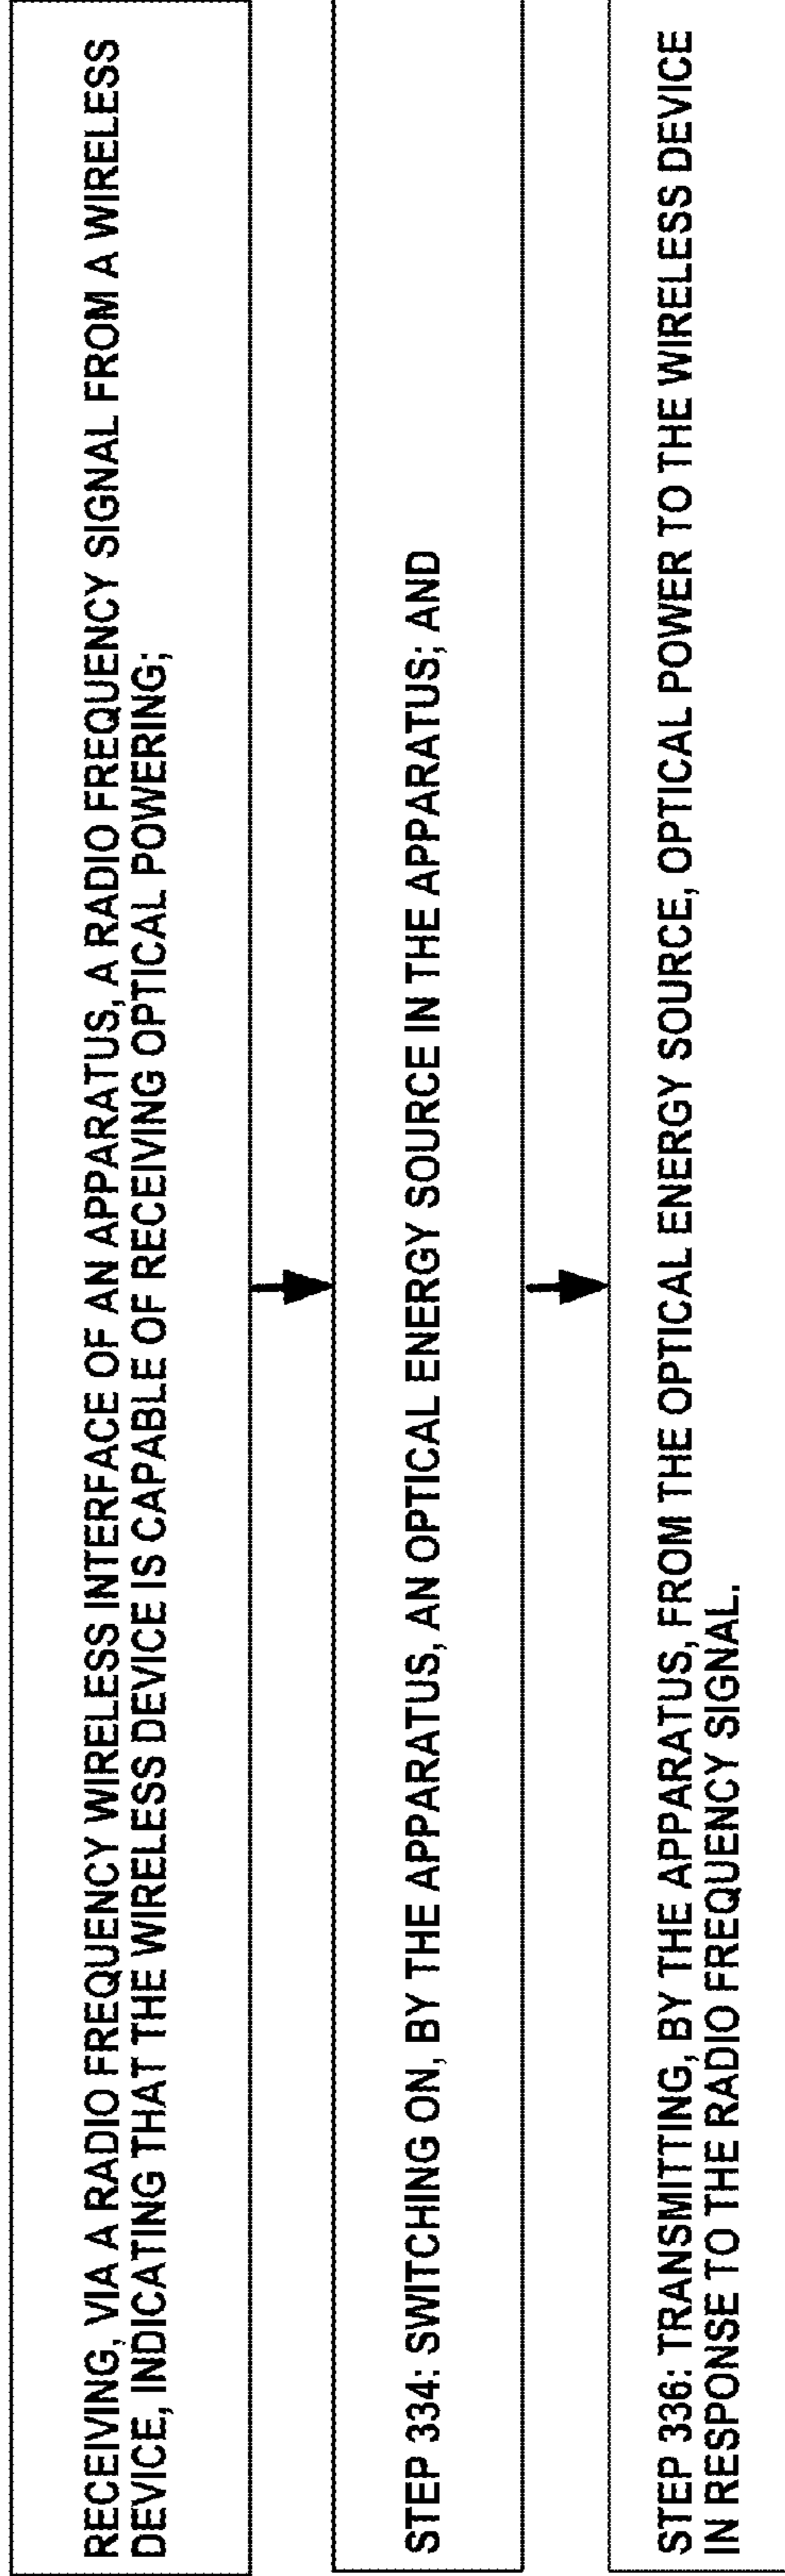 RECEIVING, VIA A RADIO FREQUENCY WIRELESS INTERFACE OF AN APPARATUS, A RADIO FREQUENCY SIGNAL FROM A WIRELESS
DEVICE, INDICATING THAT THE WIRELESS DEVICE IS CAPABLE OF RECEIVING OPTICAL POWERING;
STEP 334: SWITCHING ON, BY THE APPARATUS, AN OPTICAL ENERGY SOURCE IN THE APPARATUS; AND
STEP 336: TRANSMITTING, BY THE APPARATUS, FROM THE OPTICAL ENERGY SOURCE, OPTICAL POWER TO THE WIRELESS DEVICE
IN RESPONSE TO THE RADIO FREQUENCY SIGNAL.